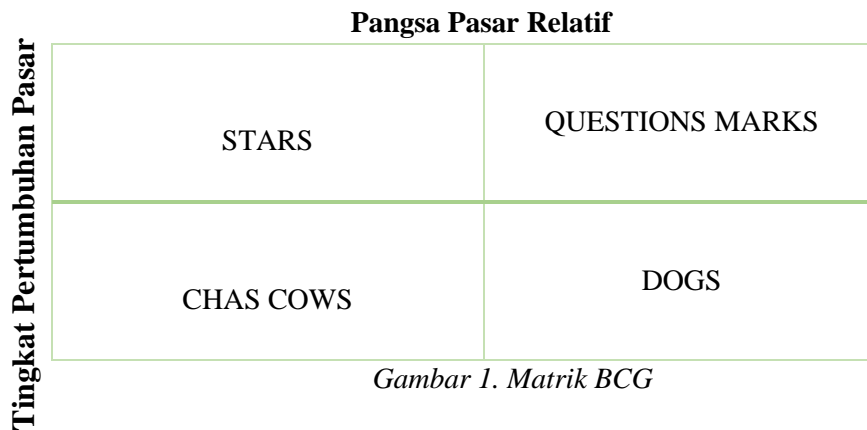 Pangsa Pasar Relatif
Tingkat Pertumbuhan Pasar
STARS
QUESTIONS MARKS
CHAS COWS
DOGS
Gambar 1. Matrik BCG